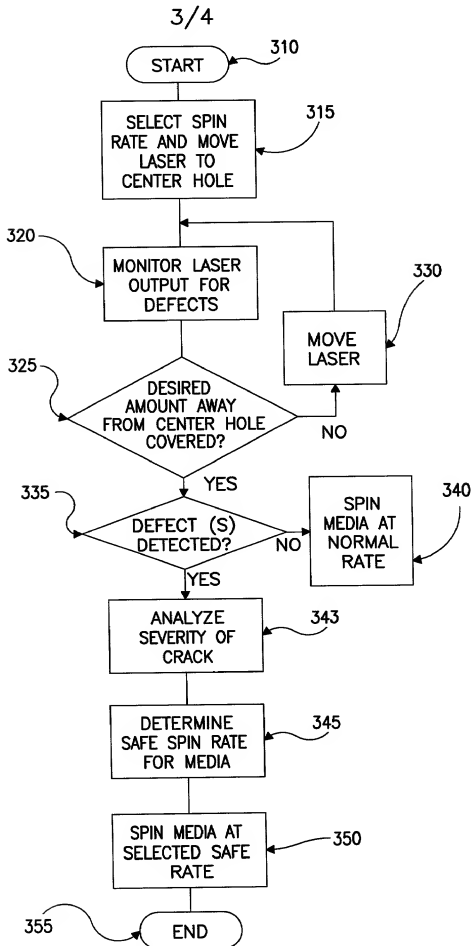 3/4
START
310
SELECT SPIN
RATE AND MOVE
LASER TO
CENTER HOLE
315
320
MONITOR LASER
OUTPUT FOR
DEFECTS
330
MOVE
LASER
325
DESIRED
AMOUNT AWAY
FROM CENTER HOLE
COVERED?
NO
YES
335
DEFECT (S)
DETECTED?
NO
340
SPIN
MEDIA AT
NORMAL
RATE
YES
ANALYZE
SEVERITY OF
CRACK
343
DETERMINE
SAFE SPIN RATE
FOR MEDIA
345
SPIN MEDIA AT
SELECTED SAFE
RATE
350
355
END